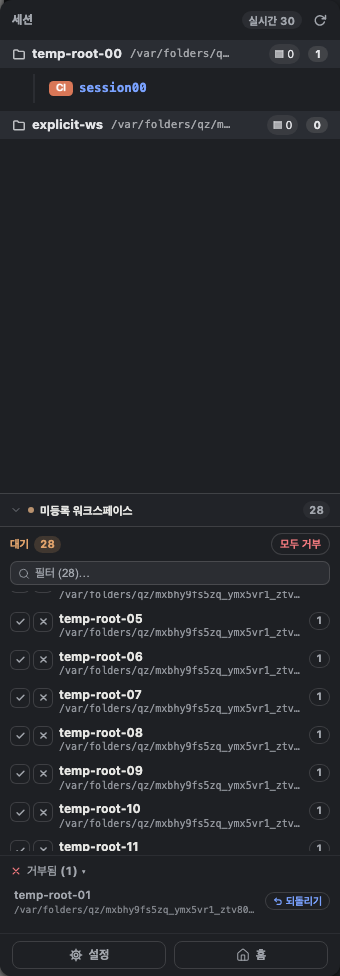 세션 실시간 30
temp-root-00 /var/folders/q… 0 1
CI session00
explicit-ws /var/folders/qz/m… 0 0
미등록 워크스페이스 28
대기 28 모두 거부
필터 (28)…
/var/folders/qz/mxbhy9fs5zq_ymx5vr1_ztv…
temp-root-05 1
/var/folders/qz/mxbhy9fs5zq_ymx5vr1_ztv…
temp-root-06 1
/var/folders/qz/mxbhy9fs5zq_ymx5vr1_ztv…
temp-root-07 1
/var/folders/qz/mxbhy9fs5zq_ymx5vr1_ztv…
temp-root-08 1
/var/folders/qz/mxbhy9fs5zq_ymx5vr1_ztv…
temp-root-09 1
/var/folders/qz/mxbhy9fs5zq_ymx5vr1_ztv…
temp-root-10 1
/var/folders/qz/mxbhy9fs5zq_ymx5vr1_ztv…
temp-root-11 1
거부됨 (1)
temp-root-01 되돌리기
/var/folders/qz/mxbhy9fs5zq_ymx5vr1_ztv80…
설정 홈